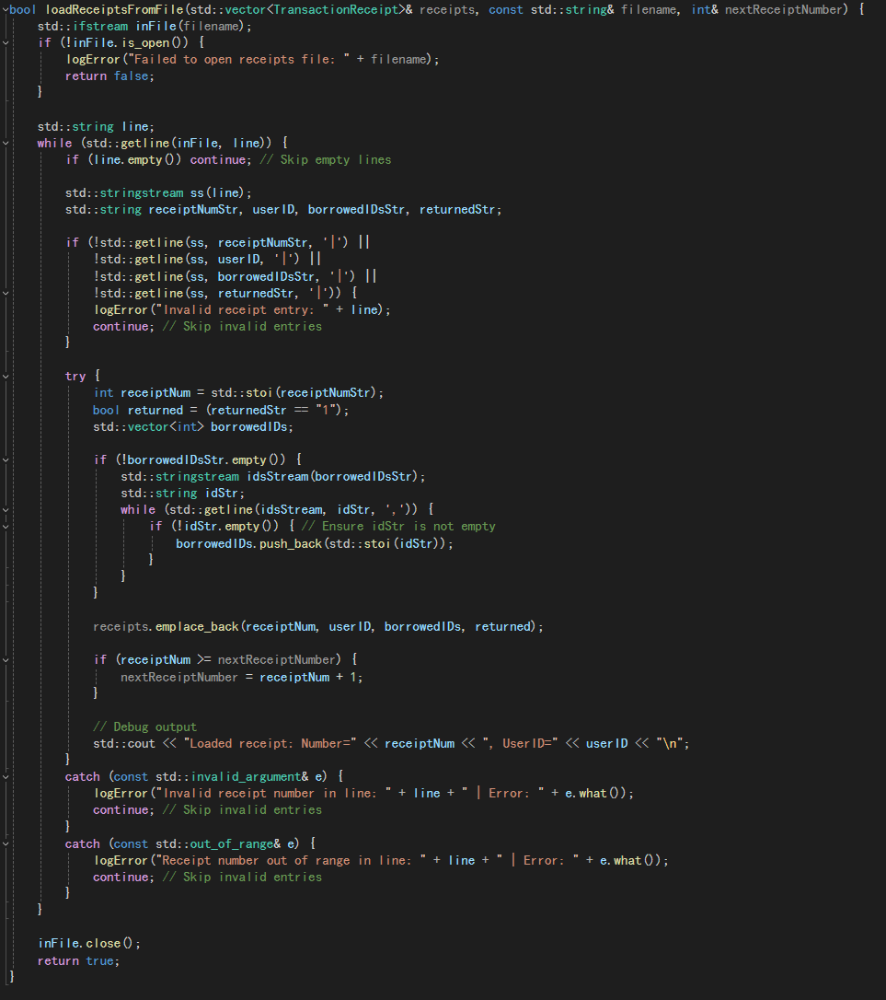 bool loadReceiptsFromFile(std::vector<TransactionReceipt>& receipts, const std::string& filename, int& nextReceiptNumber) {
    std::ifstream inFile(filename);
    if (!inFile.is_open()) {
        logError("Failed to open receipts file: " + filename);
        return false;
    }

    std::string line;
    while (std::getline(inFile, line)) {
        if (line.empty()) continue; // Skip empty lines

        std::stringstream ss(line);
        std::string receiptNumStr, userID, borrowedIDsStr, returnedStr;

        if (!std::getline(ss, receiptNumStr, '|') ||
            !std::getline(ss, userID, '|') ||
            !std::getline(ss, borrowedIDsStr, '|') ||
            !std::getline(ss, returnedStr, '|')) {
            logError("Invalid receipt entry: " + line);
            continue; // Skip invalid entries
        }

        try {
            int receiptNum = std::stoi(receiptNumStr);
            bool returned = (returnedStr == "1");
            std::vector<int> borrowedIDs;

            if (!borrowedIDsStr.empty()) {
                std::stringstream idsStream(borrowedIDsStr);
                std::string idStr;
                while (std::getline(idsStream, idStr, ',')) {
                    if (!idStr.empty()) { // Ensure idStr is not empty
                        borrowedIDs.push_back(std::stoi(idStr));
                    }
                }
            }

            receipts.emplace_back(receiptNum, userID, borrowedIDs, returned);

            if (receiptNum >= nextReceiptNumber) {
                nextReceiptNumber = receiptNum + 1;
            }

            // Debug output
            std::cout << "Loaded receipt: Number=" << receiptNum << ", UserID=" << userID << "\n";
        }
        catch (const std::invalid_argument& e) {
            logError("Invalid receipt number in line: " + line + " | Error: " + e.what());
            continue; // Skip invalid entries
        }
        catch (const std::out_of_range& e) {
            logError("Receipt number out of range in line: " + line + " | Error: " + e.what());
            continue; // Skip invalid entries
        }
    }

    inFile.close();
    return true;
}